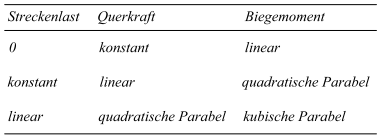 Streckenlast Querkraft Biegemoment
0 konstant linear
konstant linear quadratische Parabel
linear quadratische Parabel kubische Parabel